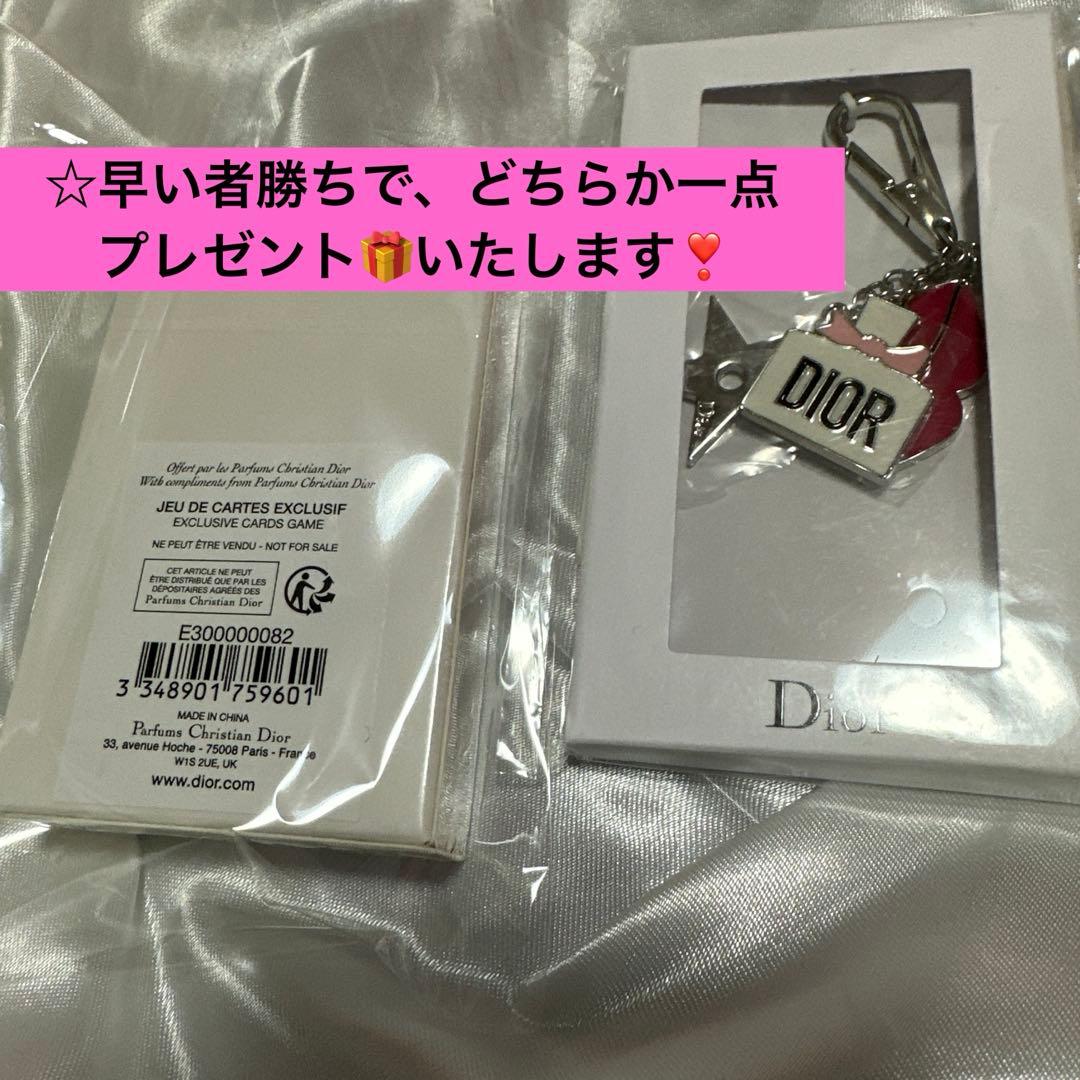 ☆早い者勝ちで、どちらか一点
プレゼント🎁いたします❣️
DIOR
Offert par les Parfums Christian Dior
With compliments from Parfums Christian Dior
JEU DE CARTES EXCLUSIF
EXCLUSIVE CARDS GAME
NE PEUT ÊTRE VENDU - NOT FOR SALE
CET ARTICLE NE PEUT
ÊTRE DISTRIBUÉ QUE PAR LES
DÉPOSITAIRES AGRÉÉS DES
Parfums Christian Dior
E300000082
3 348901 759601
MADE IN CHINA
Parfums Christian Dior
33, avenue Hoche - 75008 Paris - France
W1S 2UE, UK
www.dior.com
Dior